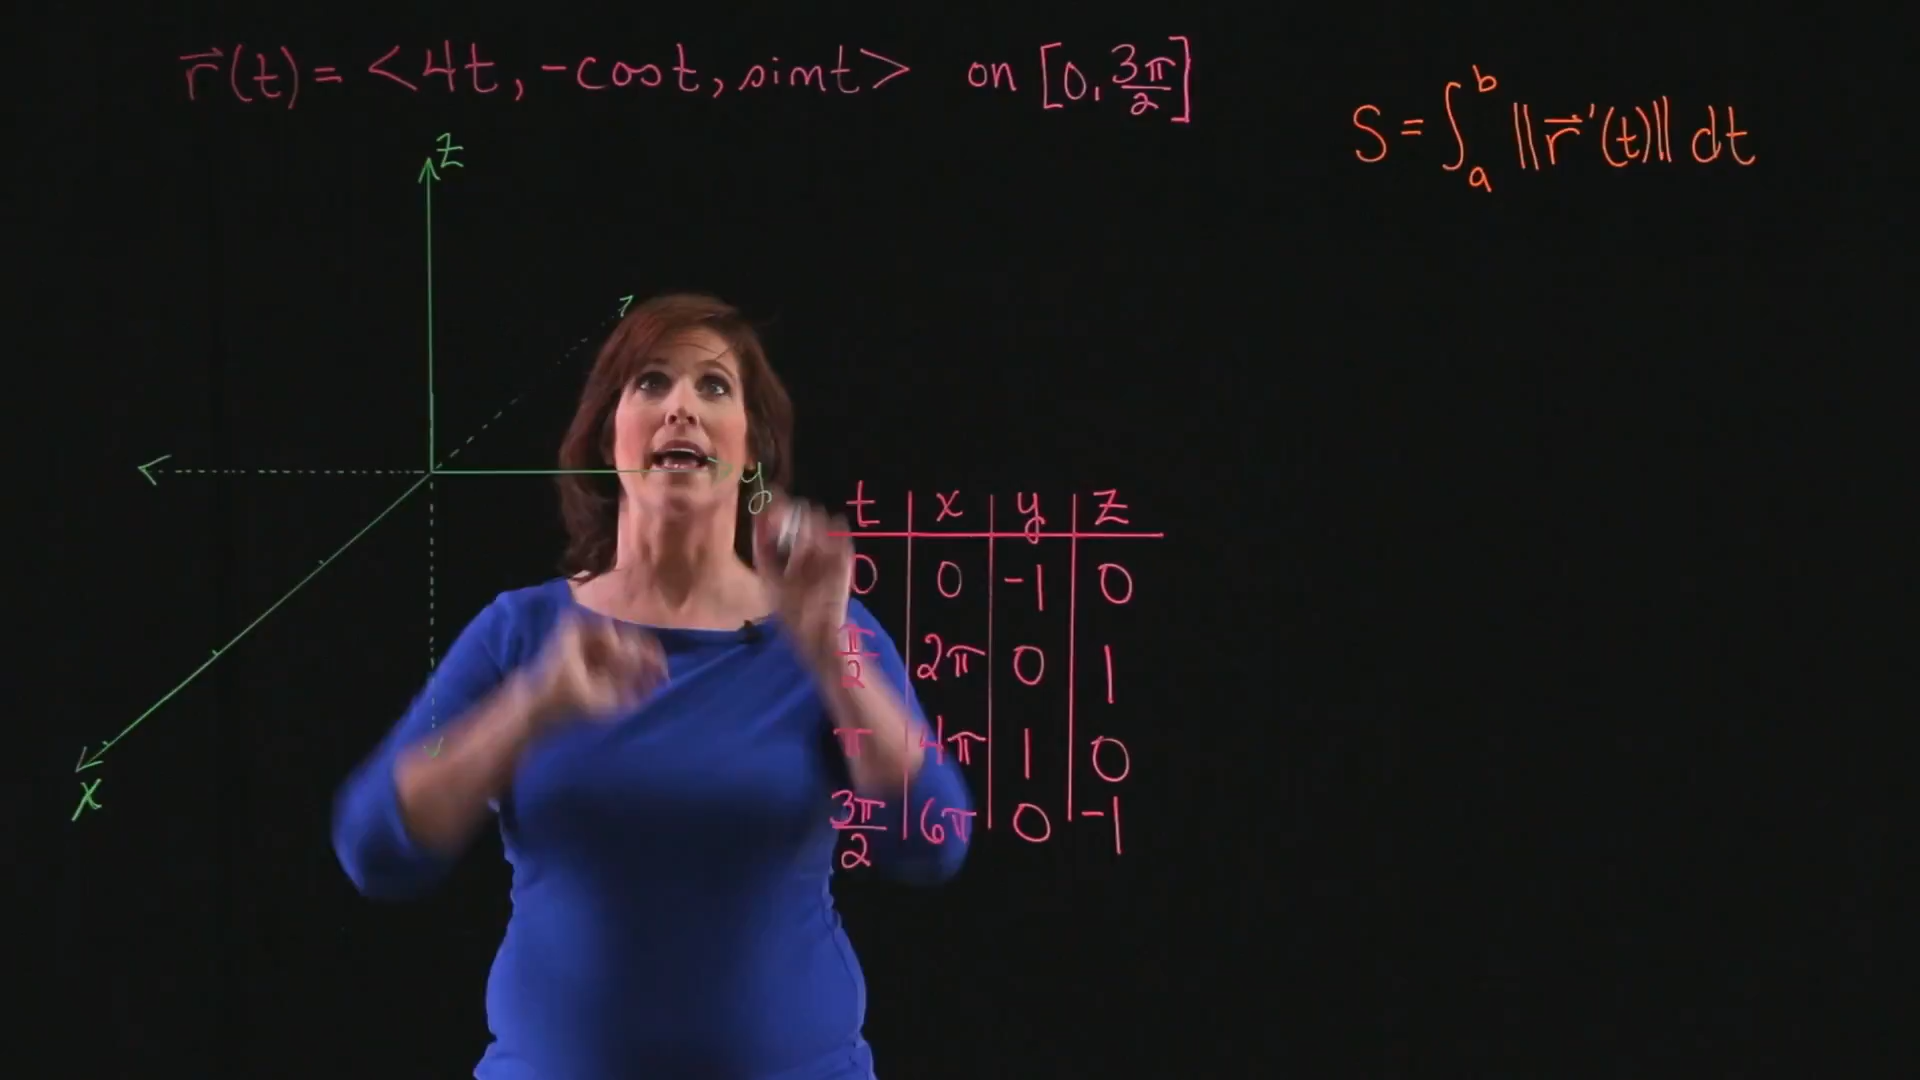 r⃗(t) = <4t, -cost, sint> on [0, 3π/2]
S = ∫_a^b ‖r⃗'(t)‖ dt
z
y
x
t x y z
0 0 -1 0
π/2 2π 0 1
π 4π 1 0
3π/2 6π 0 -1